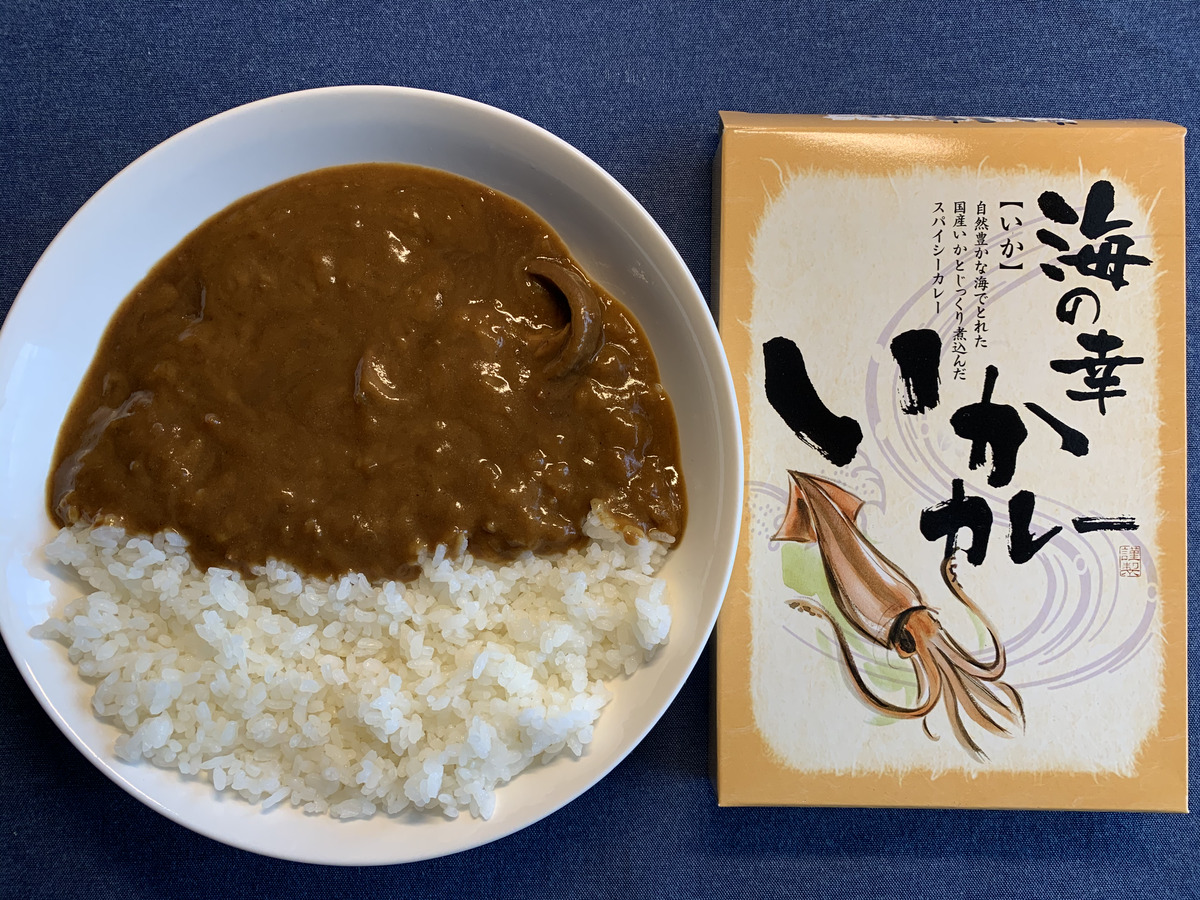 海の幸
いか
カレー
謹製
【いか】
自然豊かな海でとれた
国産いかとじっくり煮込んだ
スパイシーカレー